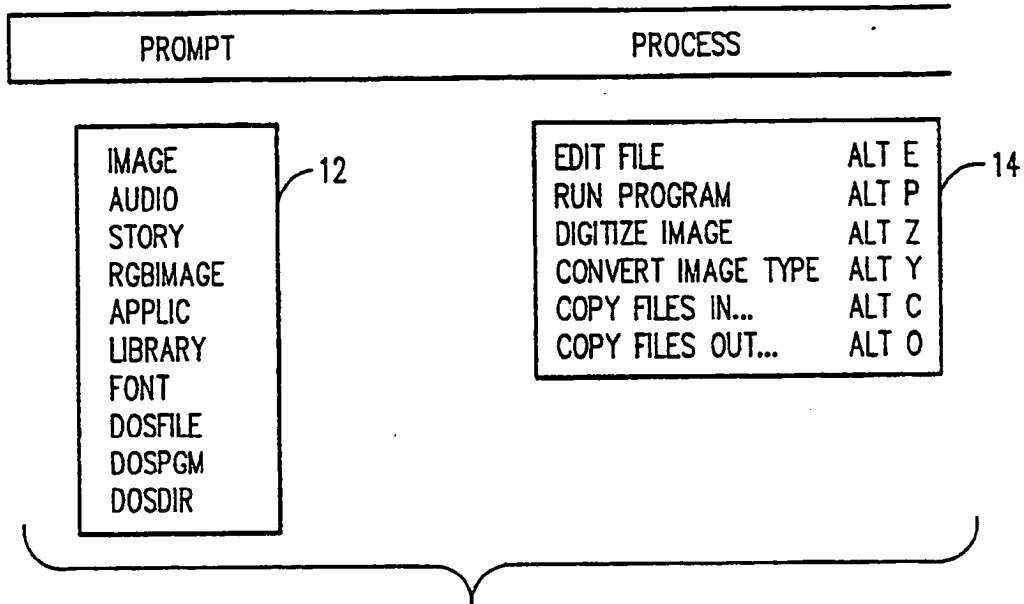 PROMPT PROCESS
IMAGE
AUDIO
STORY
RGBIMAGE
APPLIC
LIBRARY
FONT
DOSFILE
DOSPGM
DOSDIR
12
EDIT FILE ALT E
RUN PROGRAM ALT P
DIGITIZE IMAGE ALT Z
CONVERT IMAGE TYPE ALT Y
COPY FILES IN... ALT C
COPY FILES OUT... ALT O
14